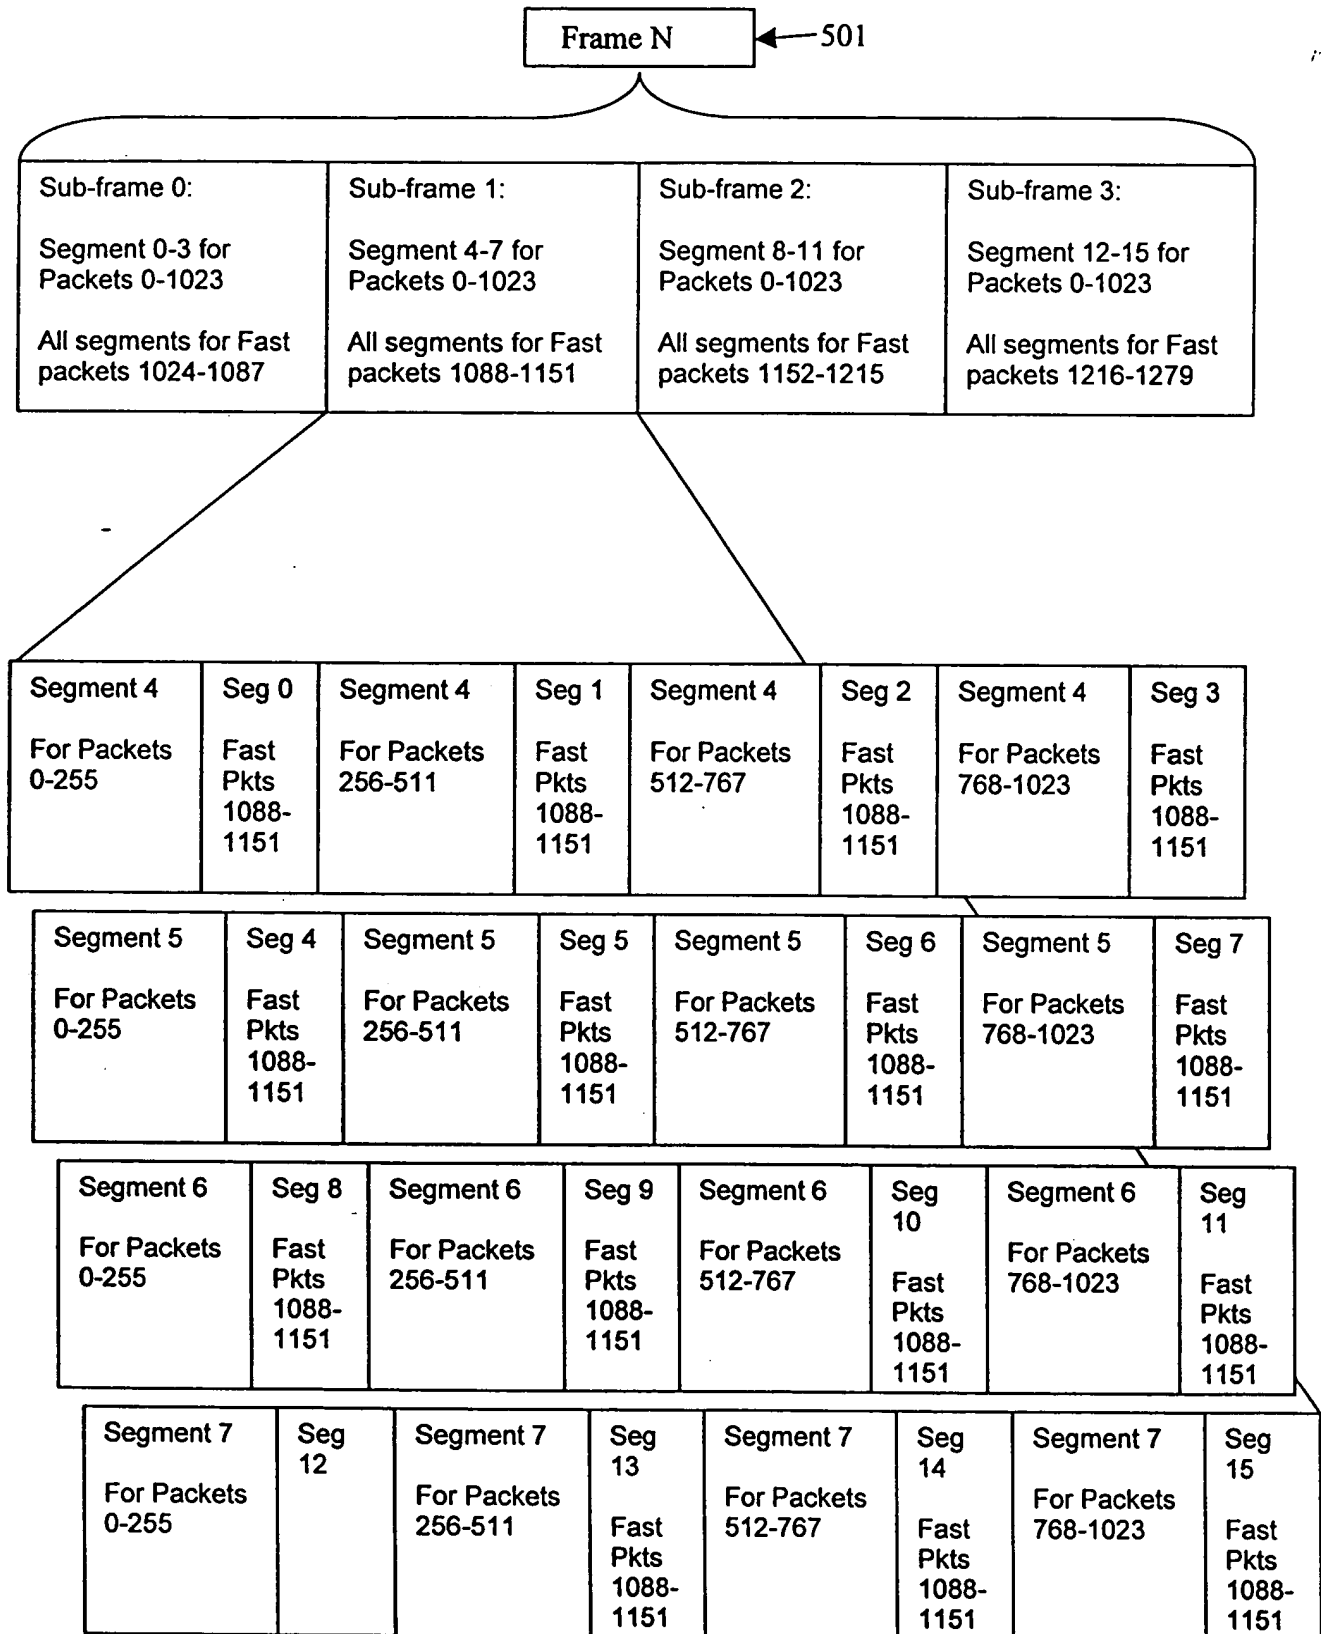 Frame N
501
Sub-frame 0:
Segment 0-3 for
Packets 0-1023
All segments for Fast
packets 1024-1087
Sub-frame 1:
Segment 4-7 for
Packets 0-1023
All segments for Fast
packets 1088-1151
Sub-frame 2:
Segment 8-11 for
Packets 0-1023
All segments for Fast
packets 1152-1215
Sub-frame 3:
Segment 12-15 for
Packets 0-1023
All segments for Fast
packets 1216-1279
Segment 4
For Packets
0-255
Seg 0
Fast
Pkts
1088-
1151
Segment 4
For Packets
256-511
Seg 1
Fast
Pkts
1088-
1151
Segment 4
For Packets
512-767
Seg 2
Fast
Pkts
1088-
1151
Segment 4
For Packets
768-1023
Seg 3
Fast
Pkts
1088-
1151
Segment 5
For Packets
0-255
Seg 4
Fast
Pkts
1088-
1151
Segment 5
For Packets
256-511
Seg 5
Fast
Pkts
1088-
1151
Segment 5
For Packets
512-767
Seg 6
Fast
Pkts
1088-
1151
Segment 5
For Packets
768-1023
Seg 7
Fast
Pkts
1088-
1151
Segment 6
For Packets
0-255
Seg 8
Fast
Pkts
1088-
1151
Segment 6
For Packets
256-511
Seg 9
Fast
Pkts
1088-
1151
Segment 6
For Packets
512-767
Seg
10
Fast
Pkts
1088-
1151
Segment 6
For Packets
768-1023
Seg
11
Fast
Pkts
1088-
1151
Segment 7
For Packets
0-255
Seg
12
Segment 7
For Packets
256-511
Seg
13
Fast
Pkts
1088-
1151
Segment 7
For Packets
512-767
Seg
14
Fast
Pkts
1088-
1151
Segment 7
For Packets
768-1023
Seg
15
Fast
Pkts
1088-
1151